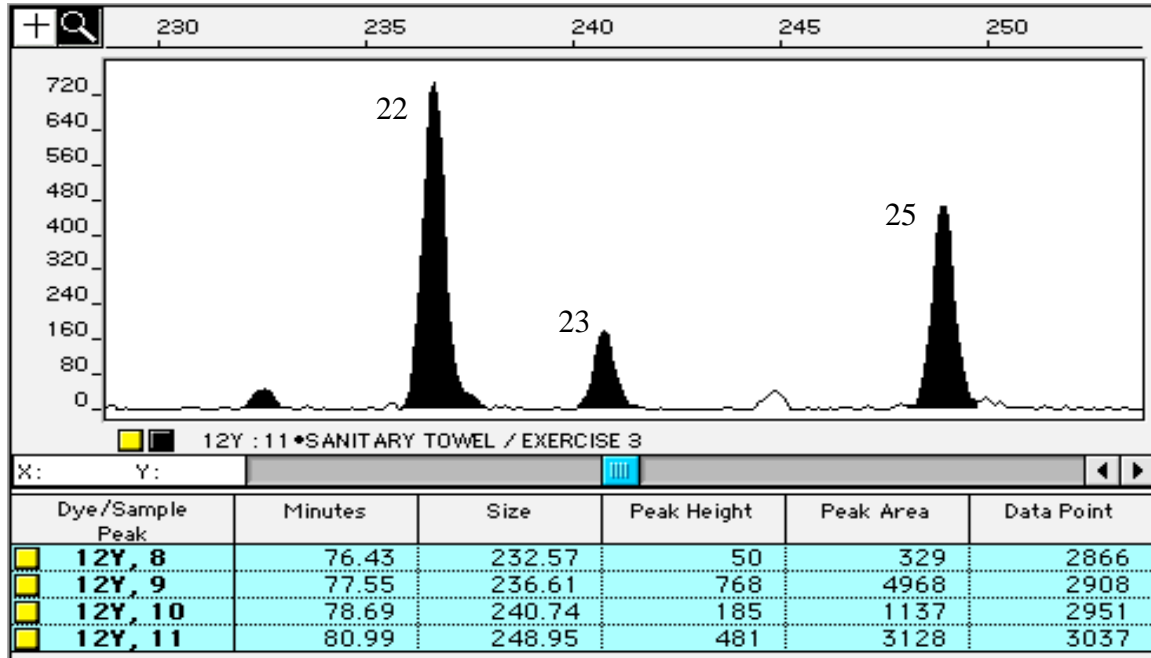 230 235 240 245 250
720
640
560
480
400
320
240
160
80
0
22
23
25
12Y : 11•SANITARY TOWEL / EXERCISE 3
X: Y:
Dye/Sample Peak Minutes Size Peak Height Peak Area Data Point
12Y, 8 76.43 232.57 50 329 2866
12Y, 9 77.55 236.61 768 4968 2908
12Y, 10 78.69 240.74 185 1137 2951
12Y, 11 80.99 248.95 481 3128 3037